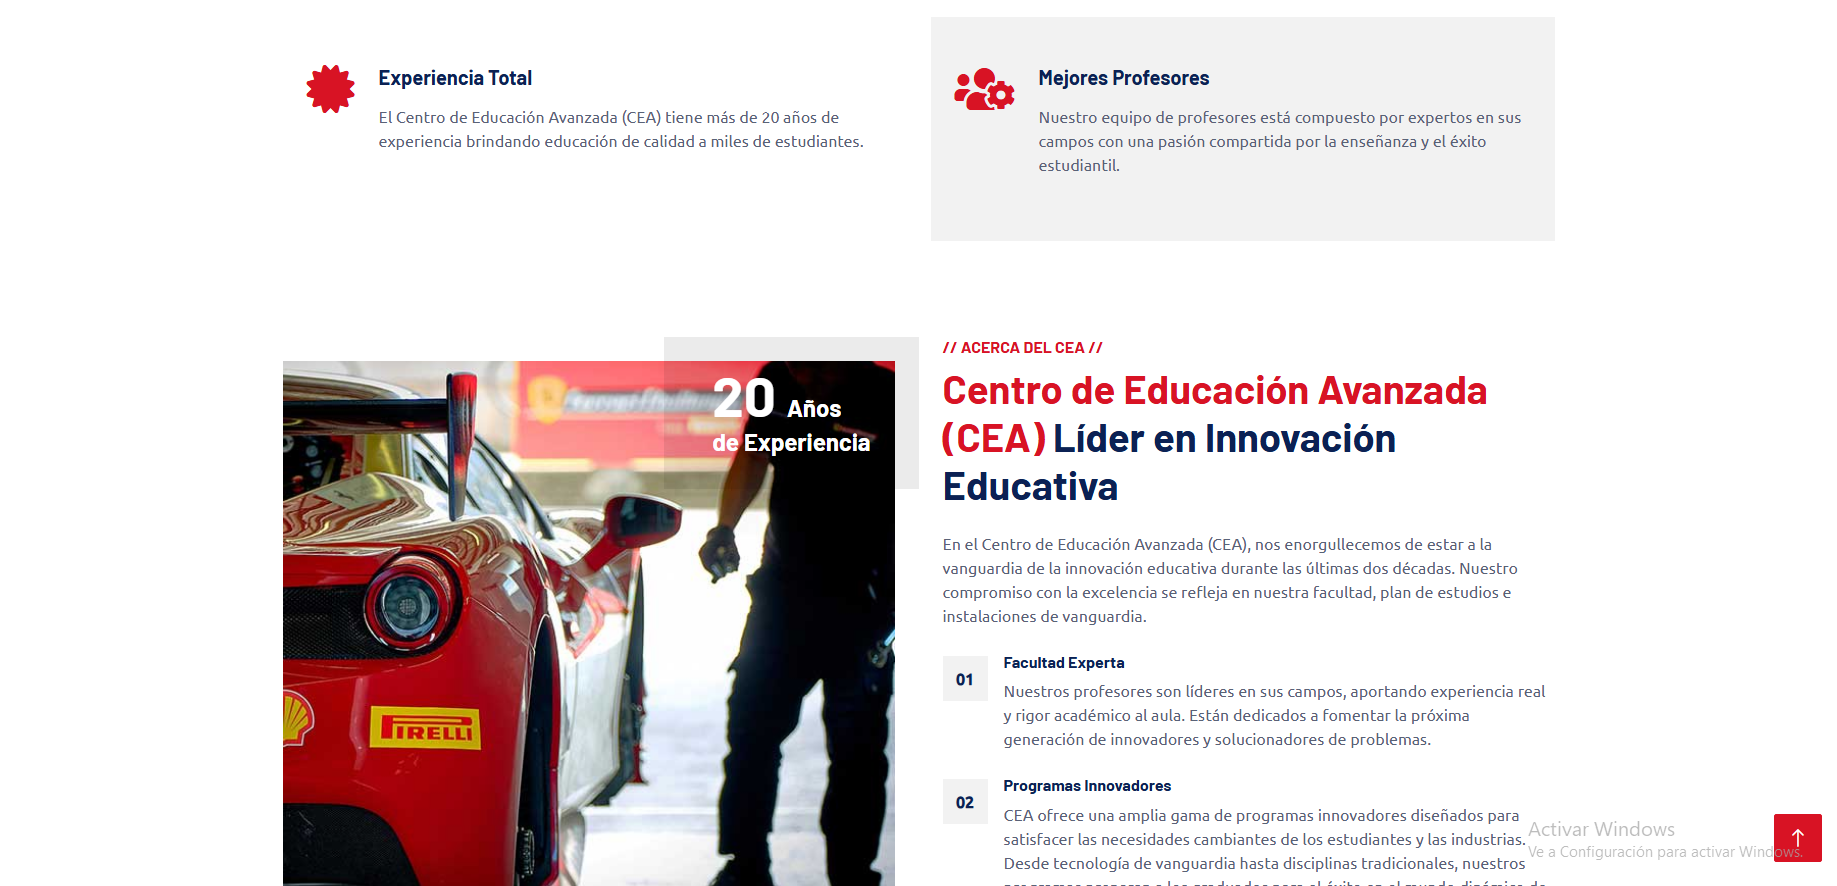 Experiencia Total
El Centro de Educación Avanzada (CEA) tiene más de 20 años de
experiencia brindando educación de calidad a miles de estudiantes.
Mejores Profesores
Nuestro equipo de profesores está compuesto por expertos en sus
campos con una pasión compartida por la enseñanza y el éxito
estudiantil.
20 Años
de Experiencia
PIRELLI
// ACERCA DEL CEA //
Centro de Educación Avanzada
(CEA) Líder en Innovación
Educativa
En el Centro de Educación Avanzada (CEA), nos enorgullecemos de estar a la
vanguardia de la innovación educativa durante las últimas dos décadas. Nuestro
compromiso con la excelencia se refleja en nuestra facultad, plan de estudios e
instalaciones de vanguardia.
01
Facultad Experta
Nuestros profesores son líderes en sus campos, aportando experiencia real
y rigor académico al aula. Están dedicados a fomentar la próxima
generación de innovadores y solucionadores de problemas.
02
Programas Innovadores
CEA ofrece una amplia gama de programas innovadores diseñados para
satisfacer las necesidades cambiantes de los estudiantes y las industrias.
Desde tecnología de vanguardia hasta disciplinas tradicionales, nuestros
Activar Windows
Ve a Configuración para activar Windows.